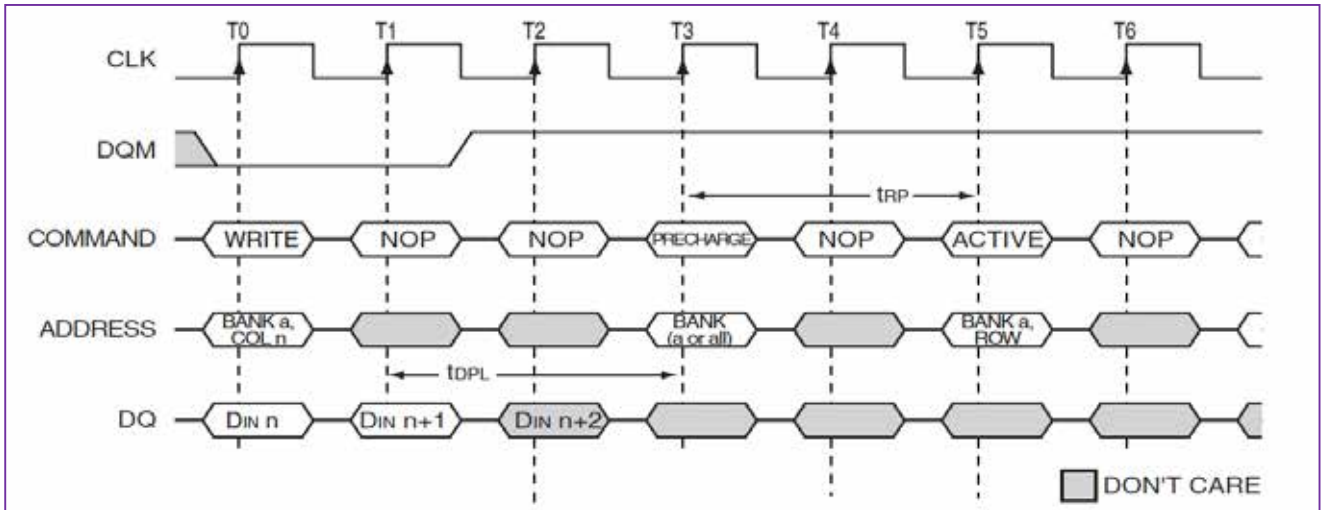 T0 T1 T2 T3 T4 T5 T6
CLK
DQM
tRP
COMMAND WRITE NOP NOP PRECHARGE NOP ACTIVE NOP
ADDRESS BANK a, COL n BANK (a or all) BANK a, ROW
tDPL
DQ DIN n DIN n+1 DIN n+2
DON'T CARE